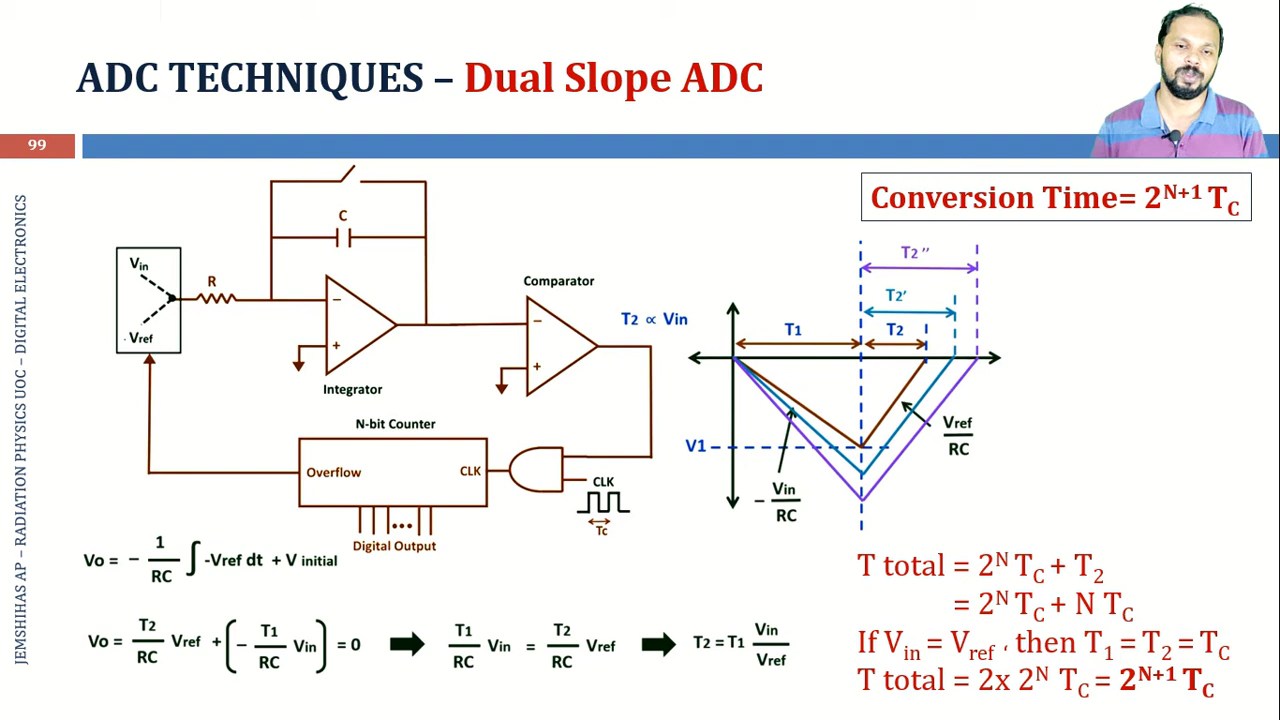 ADC TECHNIQUES – Dual Slope ADC
99
JEMSHIHAS AP – RADIATION PHYSICS UOC – DIGITAL ELECTRONICS
Conversion Time= 2^N+1 T_C
C
V_in
R
V_ref
−
+
Integrator
Comparator
−
+
T2 ∝ Vin
N-bit Counter
Overflow
CLK
CLK
Tc
Digital Output
T2''
T2'
T1
T2
V1
Vref
RC
− Vin
RC
Vo = − 1/RC ∫ -Vref dt + V initial
Vo = T2/RC Vref + (− T1/RC Vin) = 0 ➡ T1/RC Vin = T2/RC Vref ➡ T2 = T1 Vin/Vref
T total = 2^N T_C + T_2
= 2^N T_C + N T_C
If V_in = V_ref , then T_1 = T_2 = T_C
T total = 2x 2^N T_C = 2^N+1 T_C